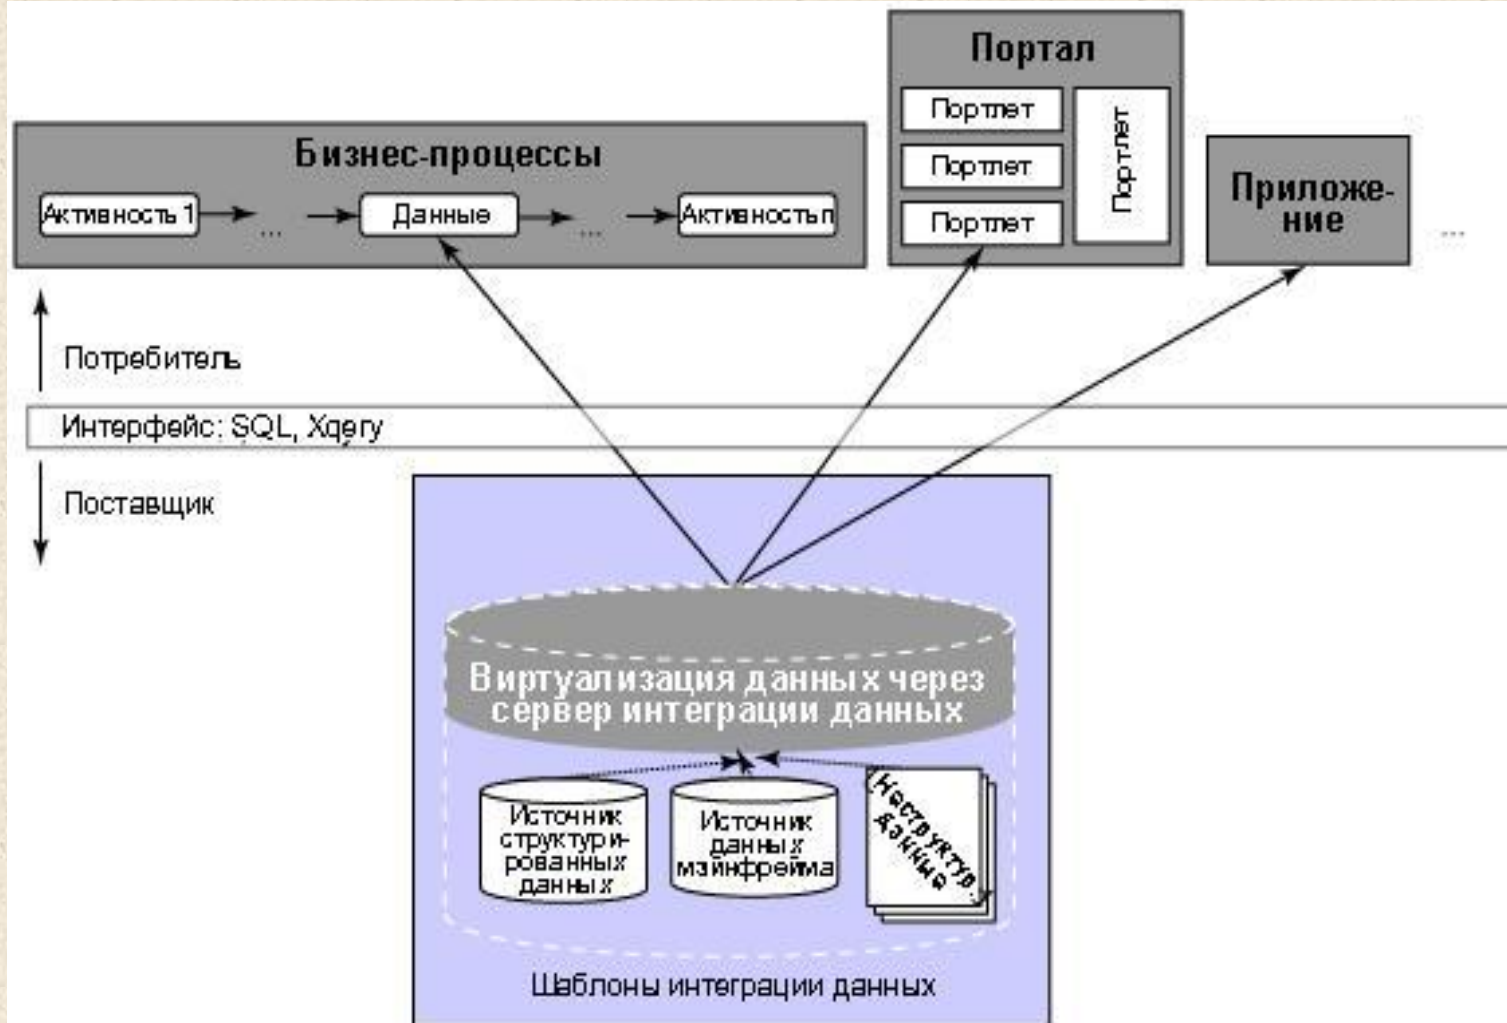 Портал
Портлет
Портлет
Портлет
Портлет
Бизнес-процессы
Активность 1
...
Данные
...
Активность n
Приложе-
ние
...
Потребитель
Интерфейс: SQL, Xqery
Поставщик
Виртуализация данных через
сервер интеграции данных
Источник
структури-
рованных
данных
Источник
данных
мэйнфрейма
(Неструктур.)
данные
Шаблоны интеграции данных